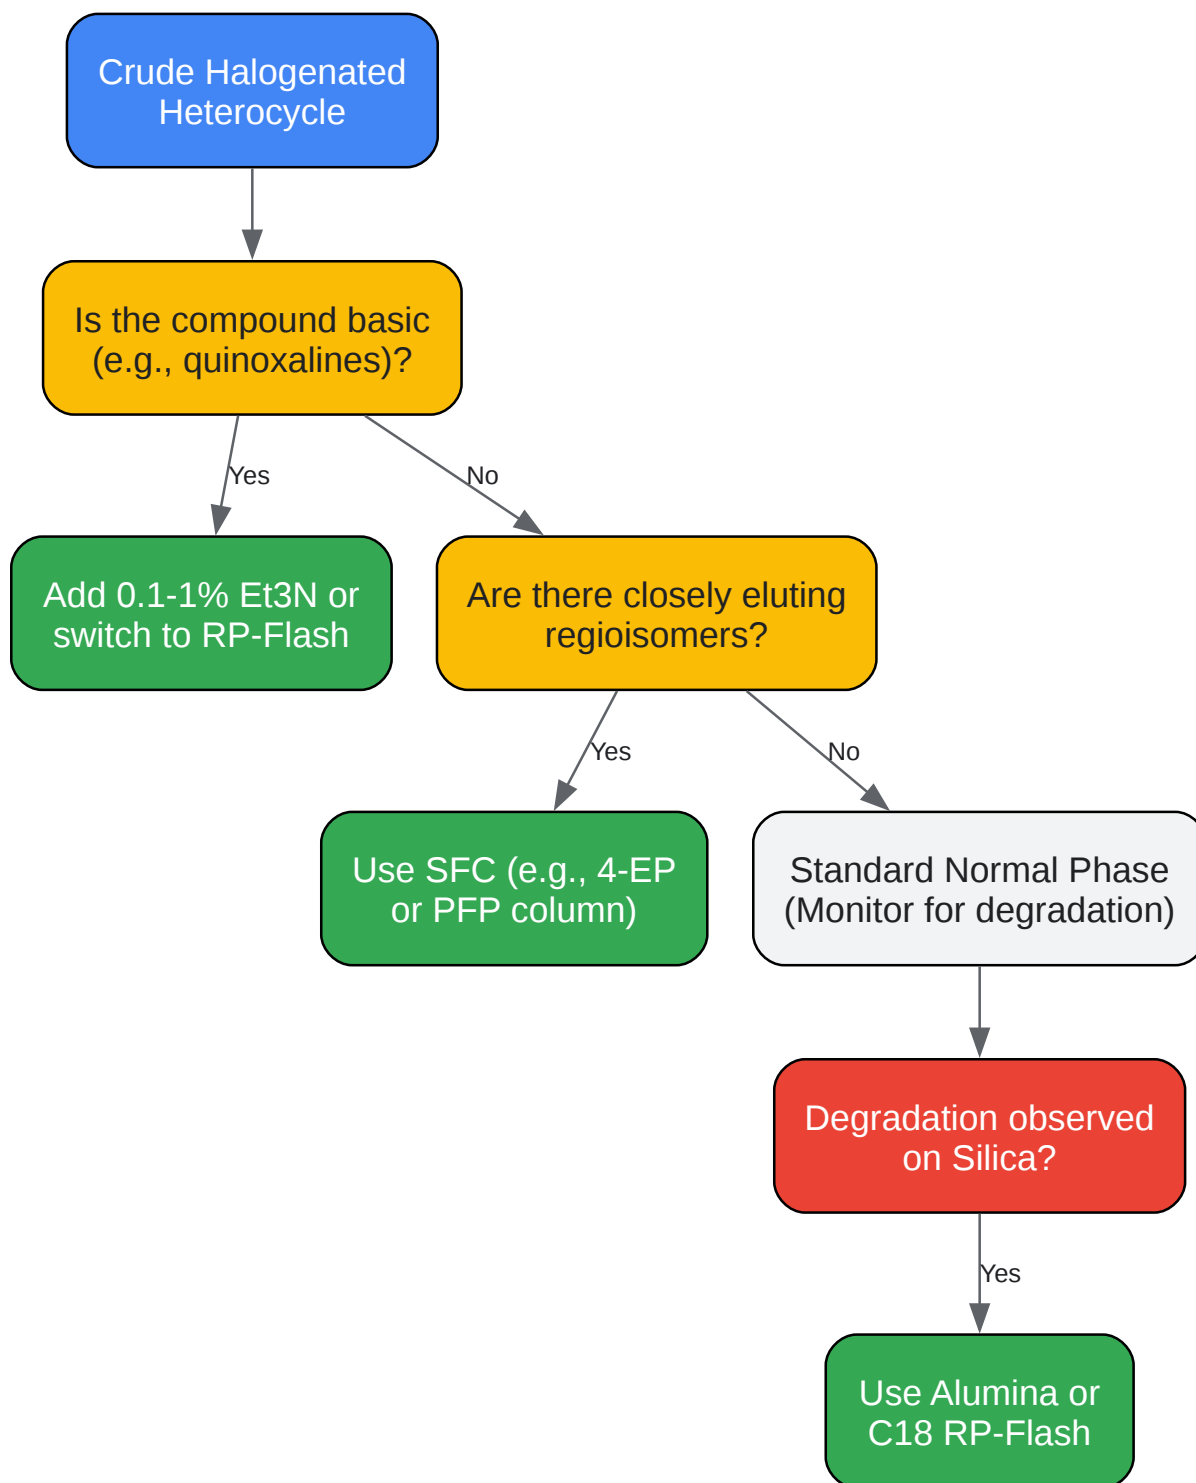 Crude Halogenated
Heterocycle
Is the compound basic
(e.g., quinoxalines)?
Yes
No
Add 0.1-1% Et3N or
switch to RP-Flash
Are there closely eluting
regioisomers?
Yes
No
Use SFC (e.g., 4-EP
or PFP column)
Standard Normal Phase
(Monitor for degradation)
Degradation observed
on Silica?
Yes
Use Alumina or
C18 RP-Flash